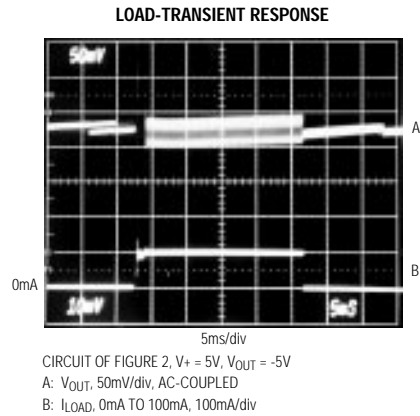 LOAD-TRANSIENT RESPONSE
50mV
A
0mA
B
10mV
5mS
5ms/div
CIRCUIT OF FIGURE 2, V+ = 5V, VOUT = -5V
A: VOUT, 50mV/div, AC-COUPLED
B: ILOAD, 0mA TO 100mA, 100mA/div